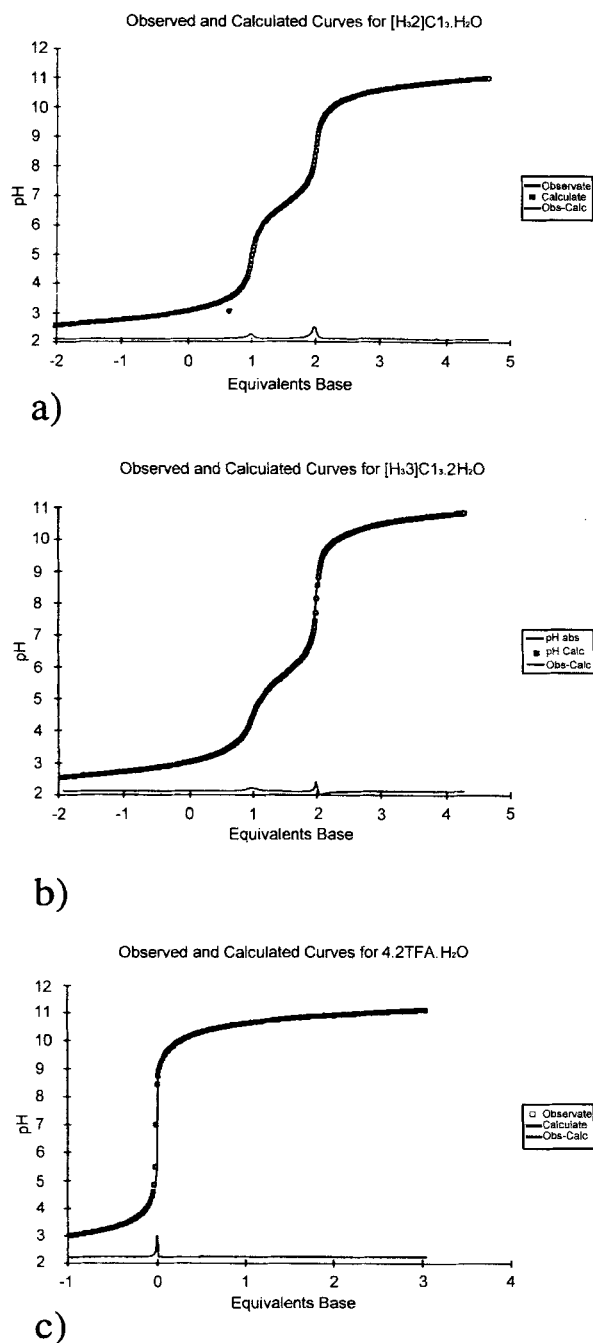 Observed and Calculated Curves for [H₃2]C1₃.H₂O
12
11
10
9
8
7
6
5
4
3
2
pH
-2 -1 0 1 2 3 4 5
Equivalents Base
Observate
Calculate
Obs-Calc
a)
Observed and Calculated Curves for [H₃3]C1₃.2H₂O
11
10
9
8
7
6
5
4
3
2
pH
-2 -1 0 1 2 3 4 5
Equivalents Base
pH abs
pH Calc
Obs-Calc
b)
Observed and Calculated Curves for 4.2TFA.H₂O
12
11
10
9
8
7
6
5
4
3
2
pH
-1 0 1 2 3 4
Equivalents Base
Observate
Calculate
Obs-Calc
c)